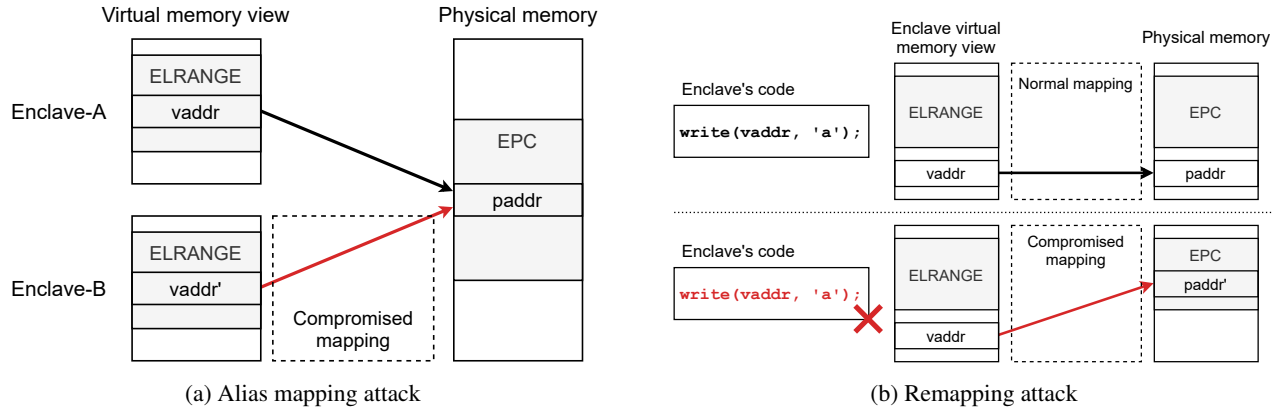 Virtual memory view
Physical memory
Enclave-A
ELRANGE
vaddr
EPC
paddr
Enclave-B
ELRANGE
vaddr'
Compromised
mapping
(a) Alias mapping attack
Enclave virtual
memory view
Physical memory
Enclave's code
write(vaddr, 'a');
ELRANGE
vaddr
Normal mapping
EPC
paddr
Enclave's code
write(vaddr, 'a');
ELRANGE
vaddr
Compromised
mapping
EPC
paddr'
(b) Remapping attack